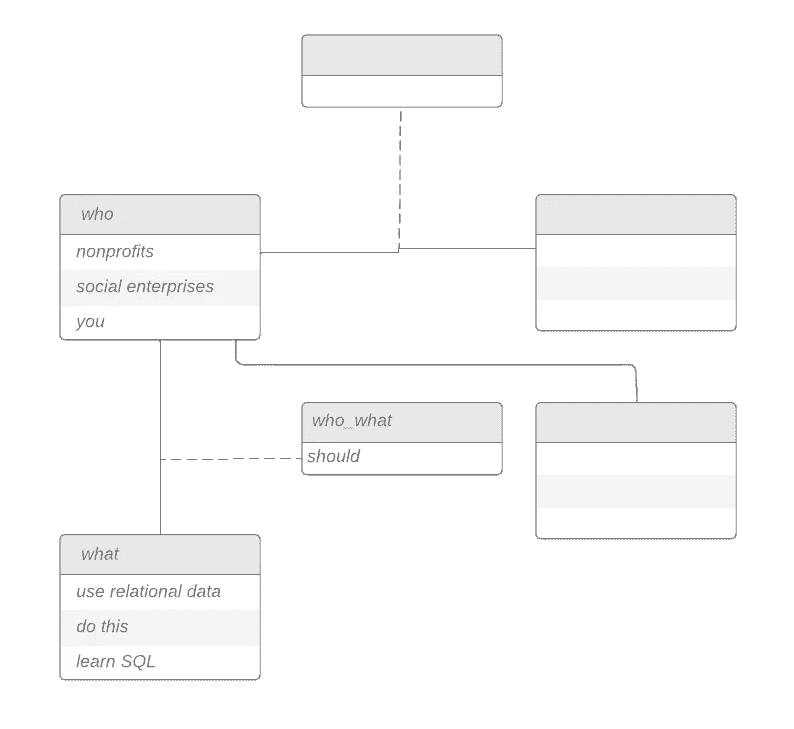 who
nonprofits
social enterprises
you
who_what
should
what
use relational data
do this
learn SQL